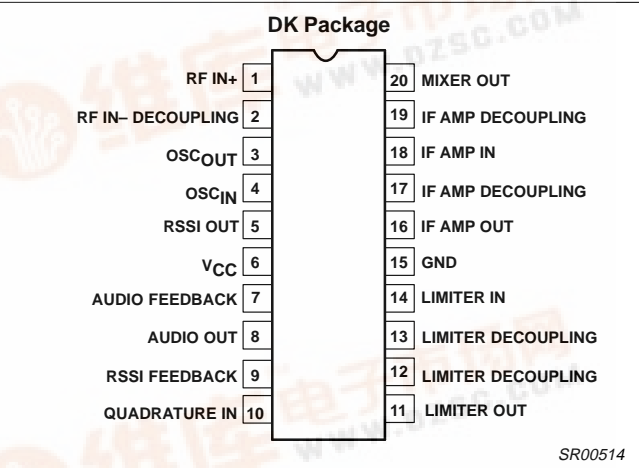 DK Package
RF IN+ 1
20 MIXER OUT
RF IN– DECOUPLING 2
19 IF AMP DECOUPLING
OSCOUT 3
18 IF AMP IN
OSCIN 4
17 IF AMP DECOUPLING
RSSI OUT 5
16 IF AMP OUT
VCC 6
15 GND
AUDIO FEEDBACK 7
14 LIMITER IN
AUDIO OUT 8
13 LIMITER DECOUPLING
RSSI FEEDBACK 9
12 LIMITER DECOUPLING
QUADRATURE IN 10
11 LIMITER OUT
SR00514